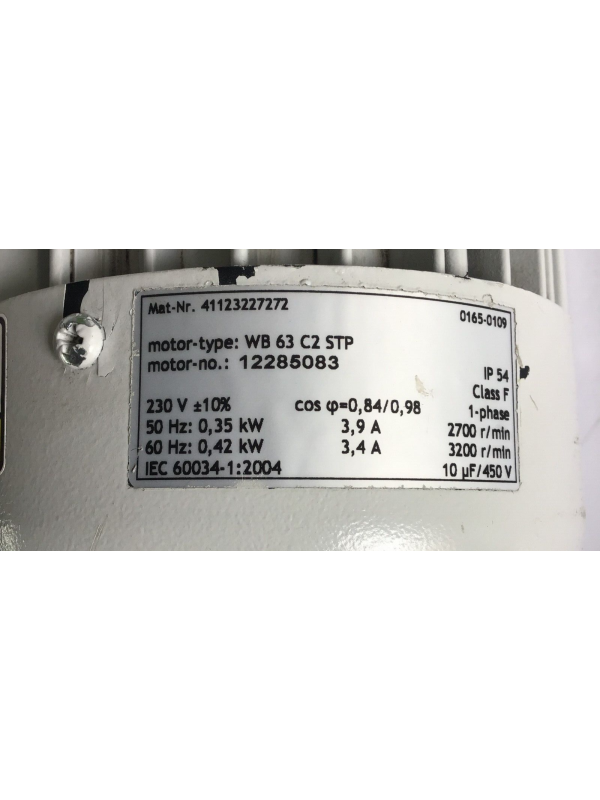 Mat-Nr. 41123227272 0165-0109
motor-type: WB 63 C2 STP
motor-no.: 12285083
IP 54
Class F
230 V ±10% cos φ=0,84/0,98 1-phase
50 Hz: 0,35 kW 3,9 A 2700 r/min
60 Hz: 0,42 kW 3,4 A 3200 r/min
IEC 60034-1:2004 10 µF/450 V